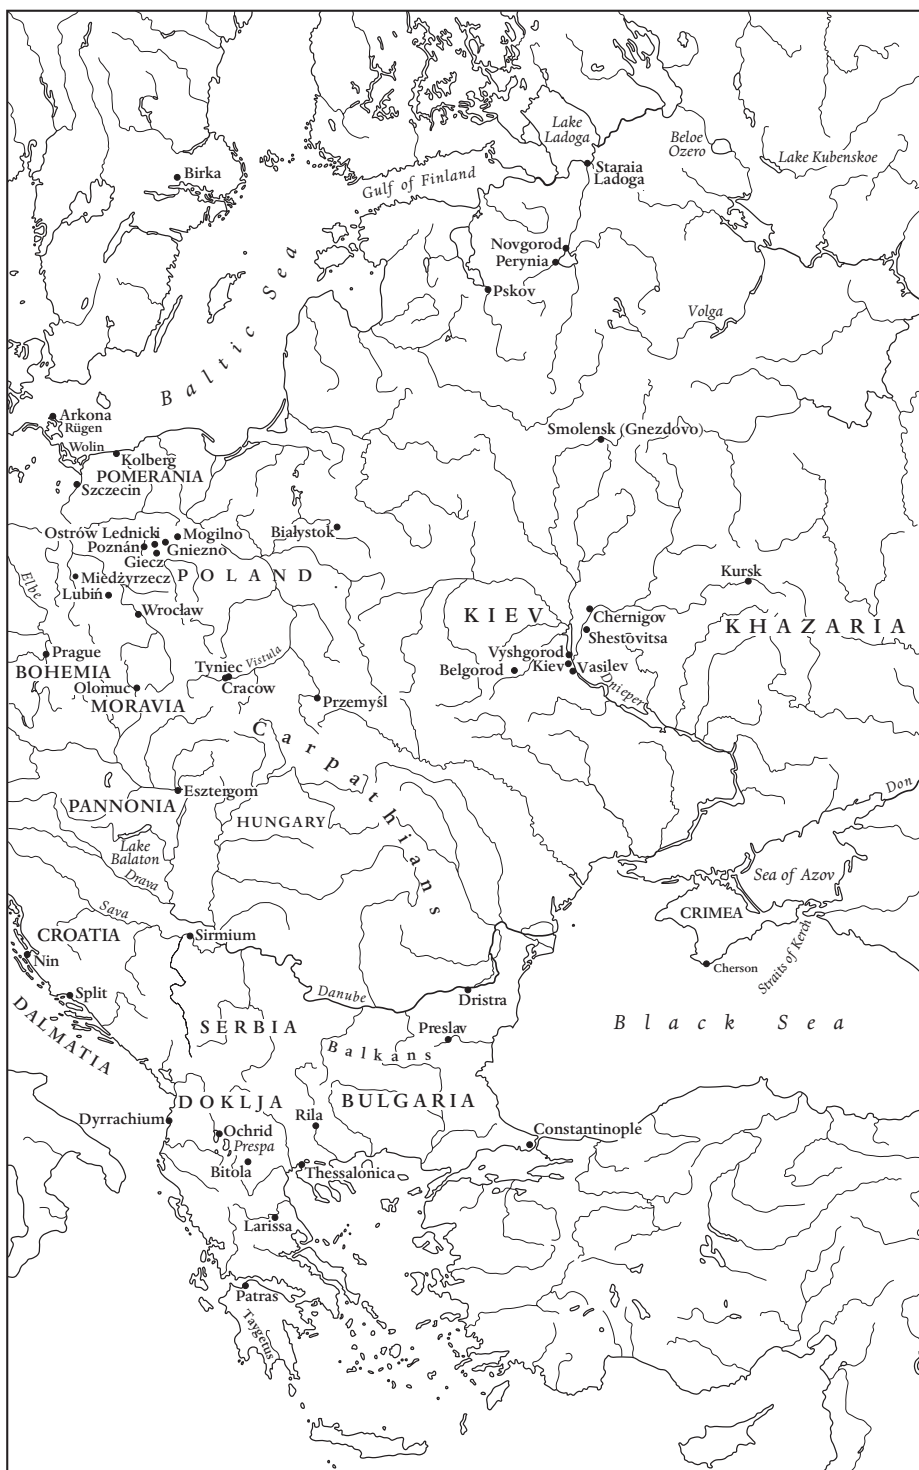 Lake
Ladoga
Beloe
Ozero
Lake Kubenskoe
Birka
Gulf of Finland
Staraia
Ladoga
Novgorod
Perynia
Pskov
Baltic Sea
Volga
Arkona
Rügen
Wolin
Kolberg
POMERANIA
Szczecin
Smolensk (Gnezdovo)
Ostrów Lednicki
Mogilno
Poznán
Gniezno
Giecz
Białystok
Elbe
Miedżyrzecz
POLAND
Lubiń
Wrocław
Kursk
KIEV
Chernigov
Shestovitsa
KHAZARIA
Prague
BOHEMIA
Tyniec
Vistula
Cracow
Olomuc
MORAVIA
Przemyśl
Vyshgorod
Belgorod
Kiev
Vasilev
Dnieper
Carpathians
Esztergom
PANNONIA
HUNGARY
Lake
Balaton
Drava
Don
Sea of Azov
Sava
CROATIA
Nin
Sirmium
CRIMEA
Cherson
Straits of Kerch
Split
DALMATIA
Danube
Dristra
SERBIA
Preslav
Balkans
Black Sea
DOKLJA
BULGARIA
Dyrrachium
Rila
Ochrid
Prespa
Bitola
Thessalonica
Constantinople
Larissa
Patras
Taygetus